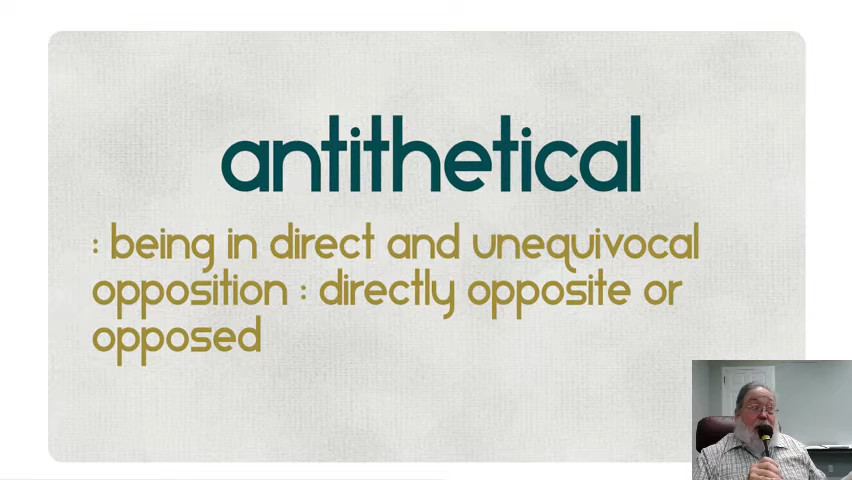 antithetical
: being in direct and unequivocal
opposition : directly opposite or
opposed